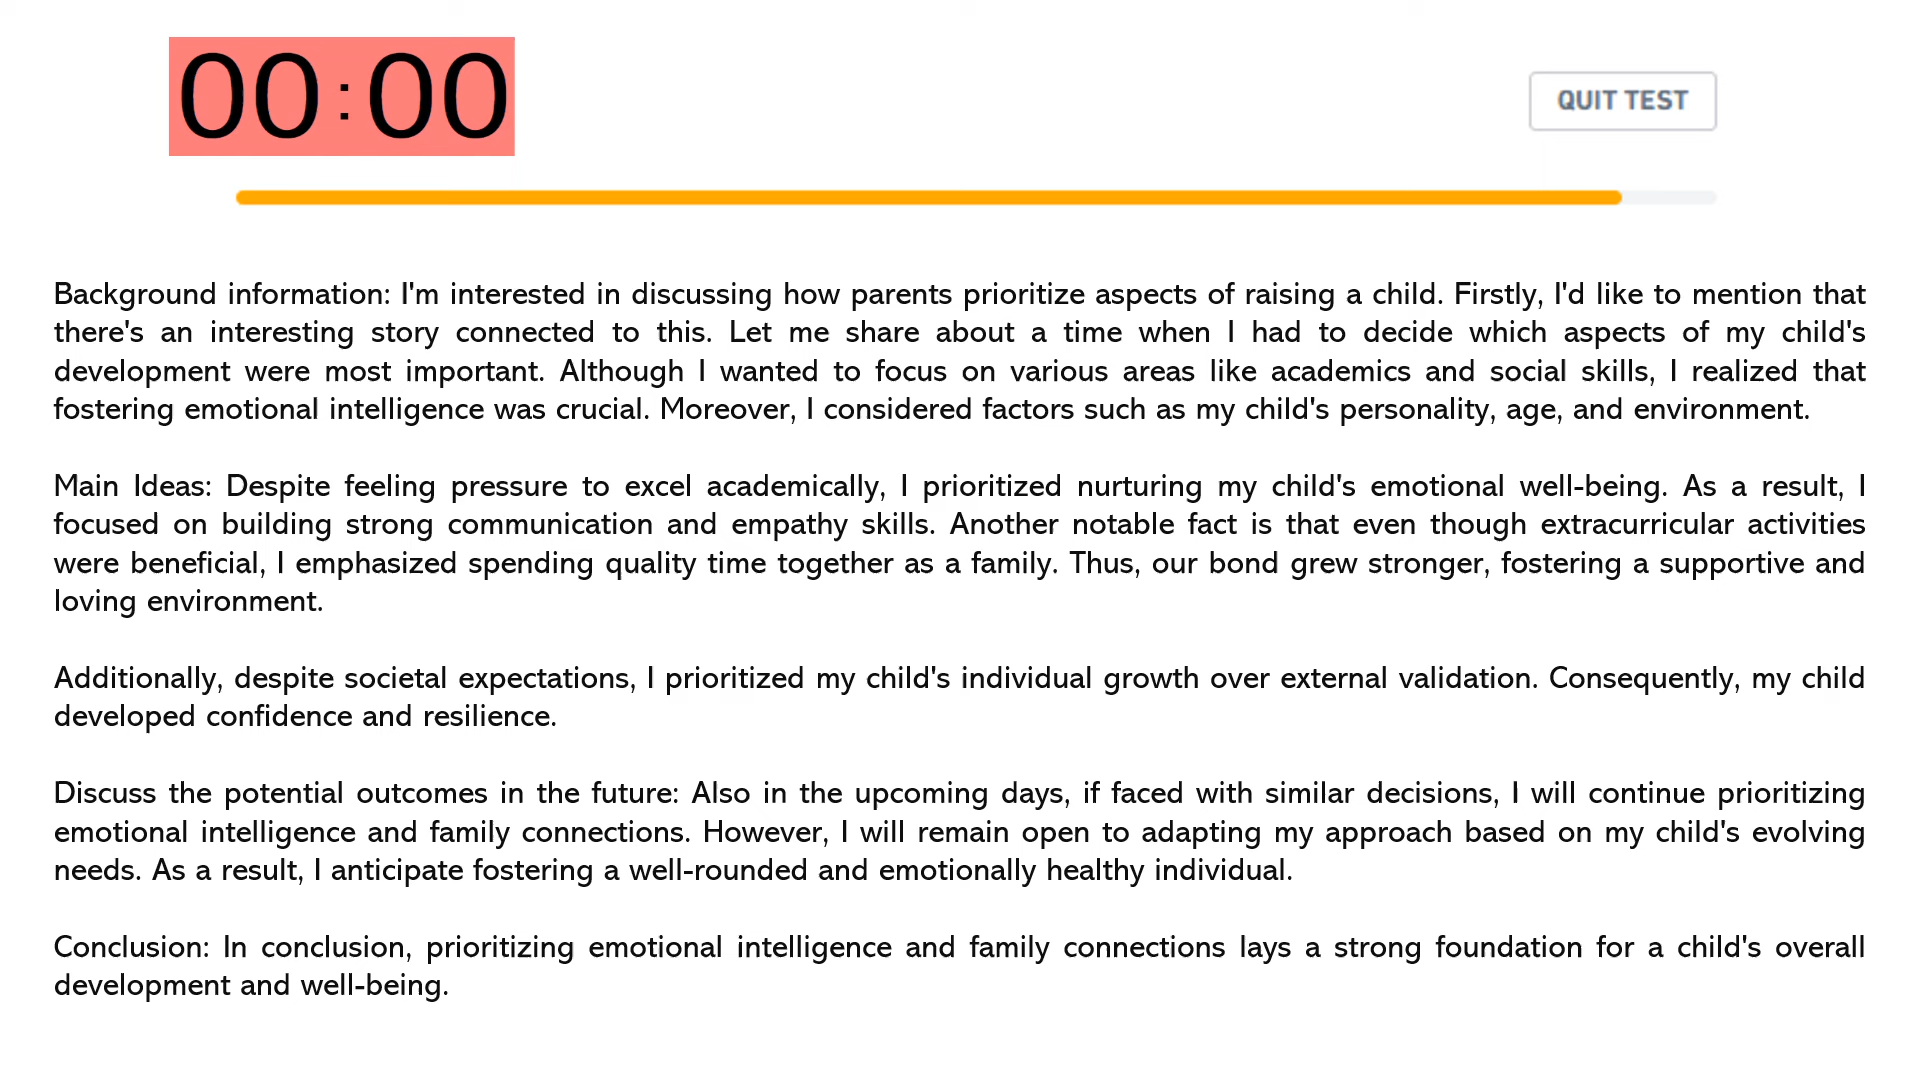 00:00
QUIT TEST
Background information: I'm interested in discussing how parents prioritize aspects of raising a child. Firstly, I'd like to mention that
there's an interesting story connected to this. Let me share about a time when I had to decide which aspects of my child's
development were most important. Although I wanted to focus on various areas like academics and social skills, I realized that
fostering emotional intelligence was crucial. Moreover, I considered factors such as my child's personality, age, and environment.
Main Ideas: Despite feeling pressure to excel academically, I prioritized nurturing my child's emotional well-being. As a result, I
focused on building strong communication and empathy skills. Another notable fact is that even though extracurricular activities
were beneficial, I emphasized spending quality time together as a family. Thus, our bond grew stronger, fostering a supportive and
loving environment.
Additionally, despite societal expectations, I prioritized my child's individual growth over external validation. Consequently, my child
developed confidence and resilience.
Discuss the potential outcomes in the future: Also in the upcoming days, if faced with similar decisions, I will continue prioritizing
emotional intelligence and family connections. However, I will remain open to adapting my approach based on my child's evolving
needs. As a result, I anticipate fostering a well-rounded and emotionally healthy individual.
Conclusion: In conclusion, prioritizing emotional intelligence and family connections lays a strong foundation for a child's overall
development and well-being.